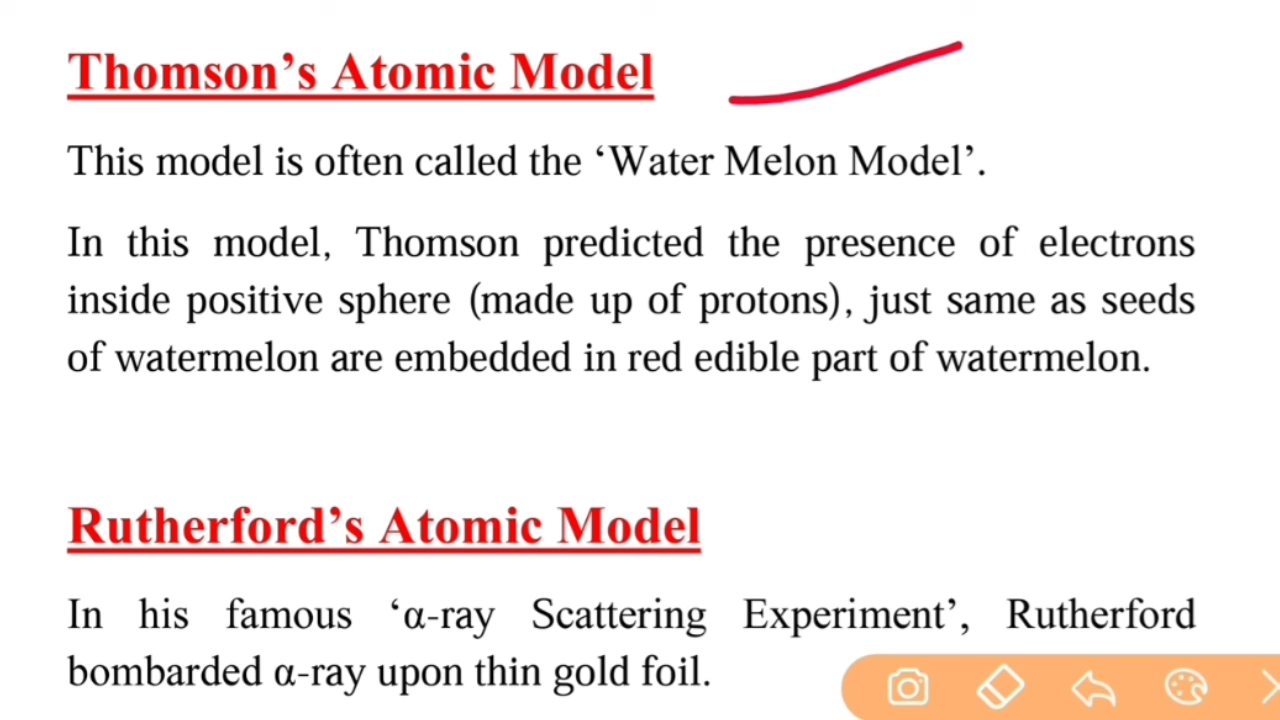 Thomson’s Atomic Model
This model is often called the ‘Water Melon Model’.
In this model, Thomson predicted the presence of electrons
inside positive sphere (made up of protons), just same as seeds
of watermelon are embedded in red edible part of watermelon.
Rutherford’s Atomic Model
In his famous ‘α-ray Scattering Experiment’, Rutherford
bombarded α-ray upon thin gold foil.